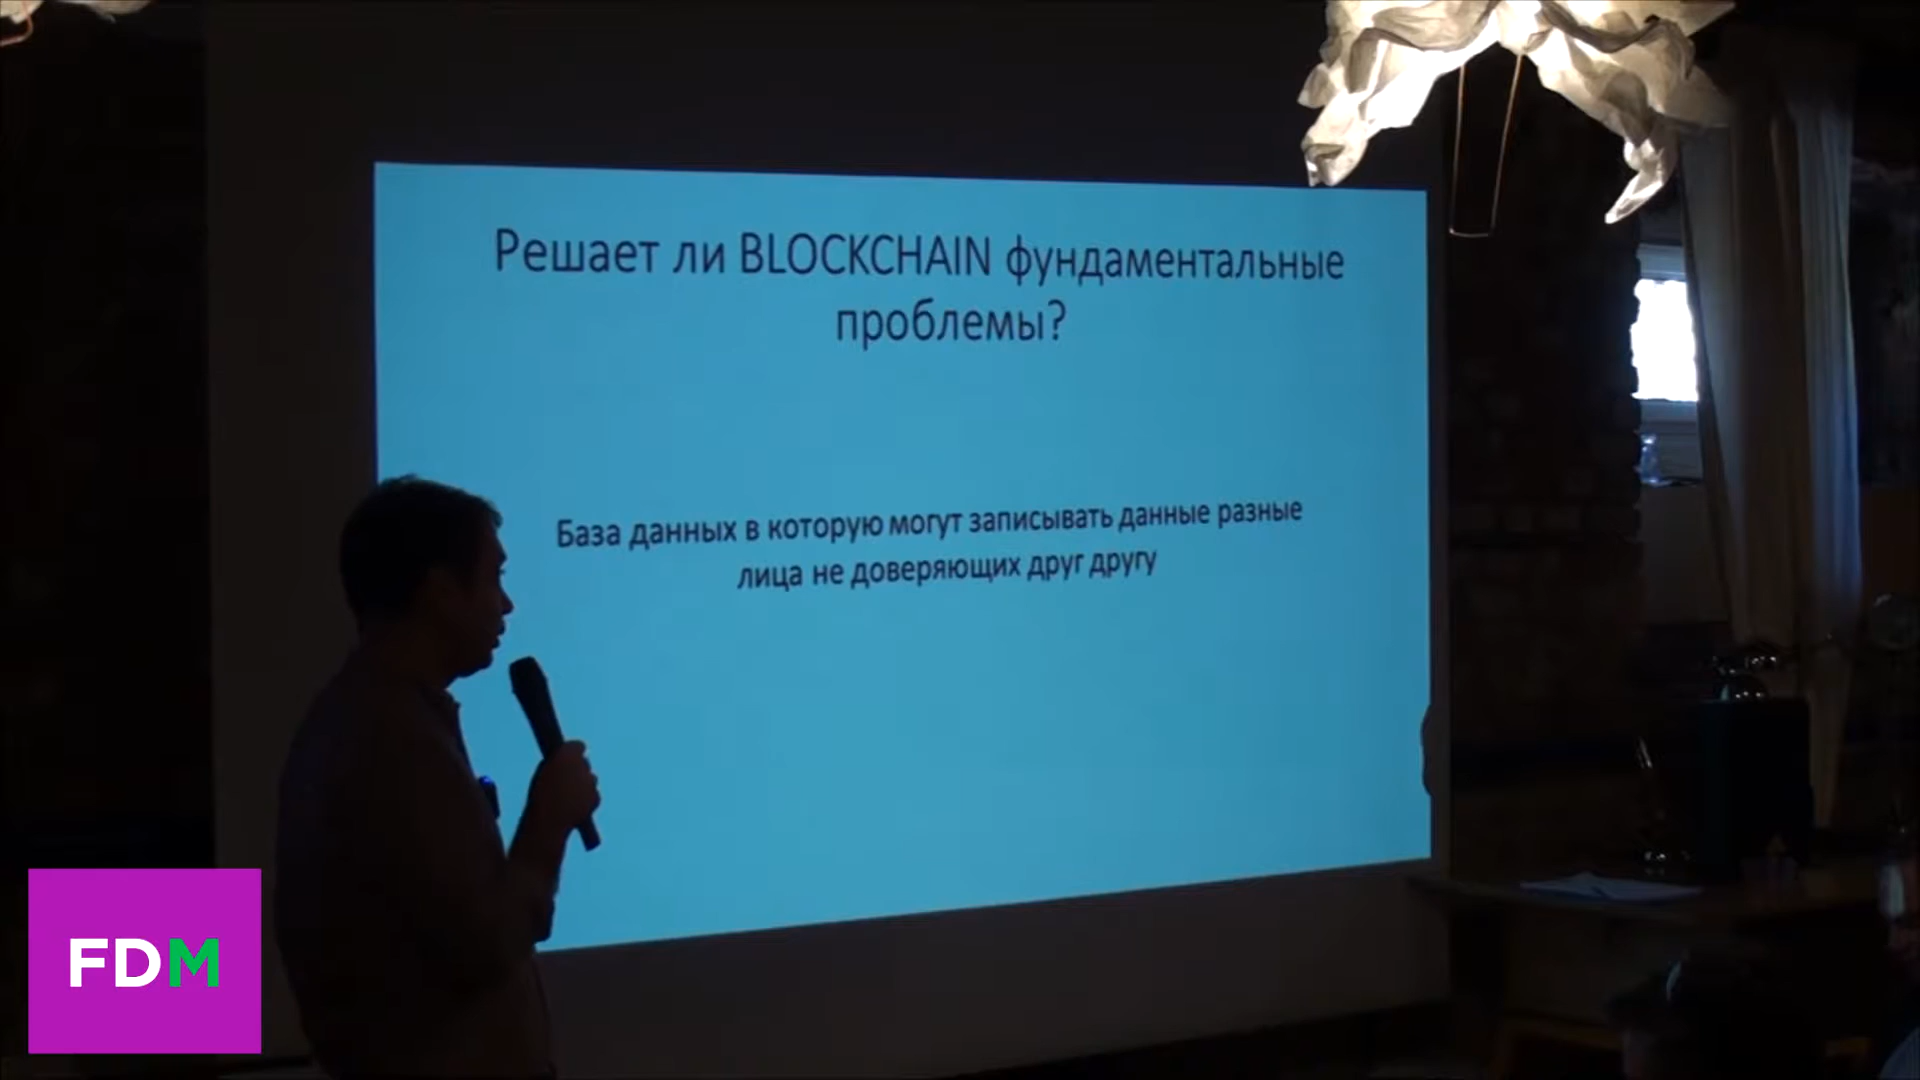 Решает ли BLOCKCHAIN фундаментальные
проблемы?
База данных в которую могут записывать данные разные
лица не доверяющих друг другу
FDM